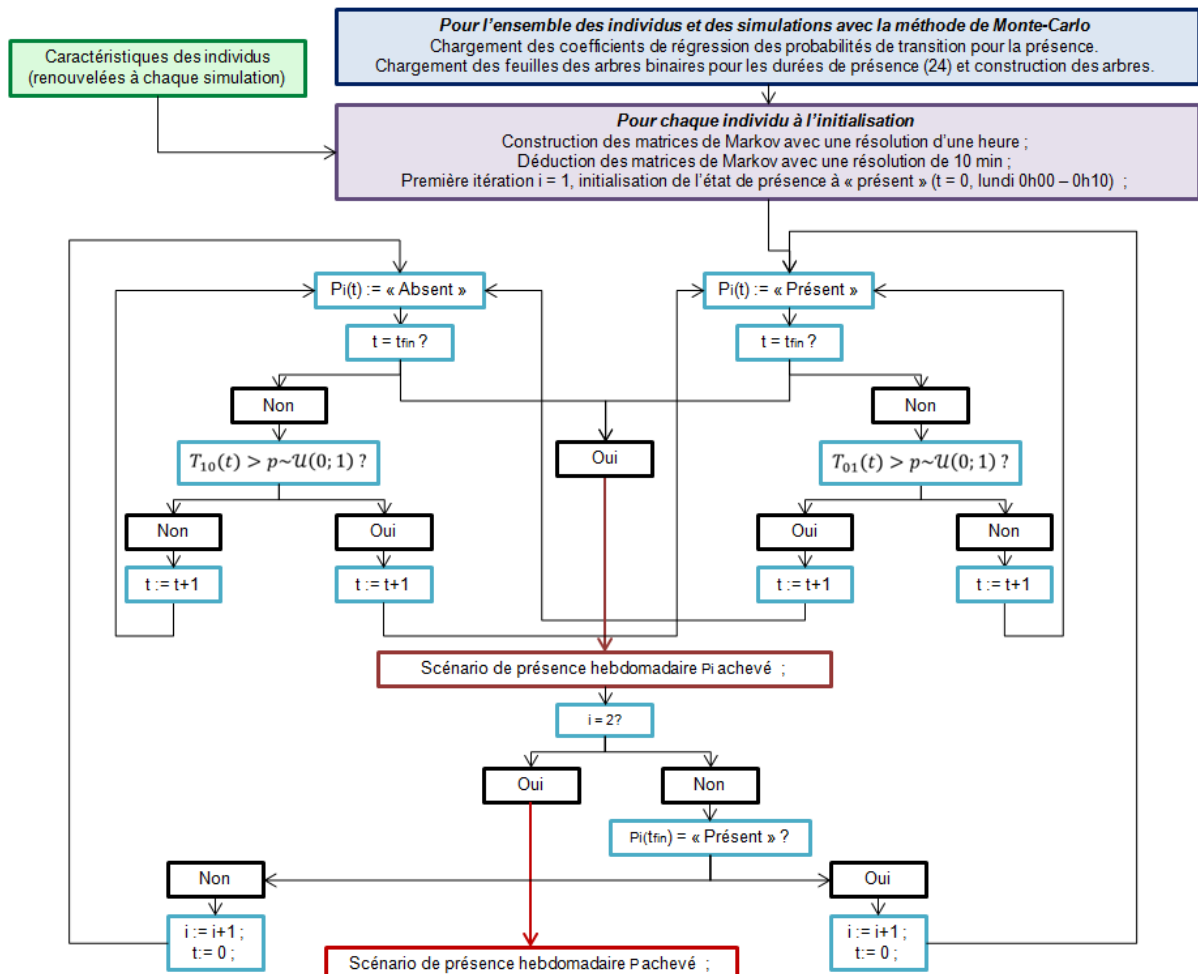 Pour l'ensemble des individus et des simulations avec la méthode de Monte-Carlo
Chargement des coefficients de régression des probabilités de transition pour la présence.
Chargement des feuilles des arbres binaires pour les durées de présence (24) et construction des arbres.
Caractéristiques des individus
(renouvelées à chaque simulation)
Pour chaque individu à l'initialisation
Construction des matrices de Markov avec une résolution d'une heure ;
Déduction des matrices de Markov avec une résolution de 10 min ;
Première itération i = 1, initialisation de l'état de présence à « présent » (t = 0, lundi 0h00 – 0h10) ;
Pi(t) := « Absent »
Pi(t) := « Présent »
t = tfin ?
t = tfin ?
Non
Non
Oui
T10(t) > p~U(0; 1) ?
T01(t) > p~U(0; 1) ?
Non
Oui
Oui
Non
t := t+1
t := t+1
t := t+1
t := t+1
Scénario de présence hebdomadaire Pi achevé ;
i = 2?
Oui
Non
Pi(tfin) = « Présent » ?
Non
Oui
i := i+1 ;
t:= 0 ;
i := i+1 ;
t:= 0 ;
Scénario de présence hebdomadaire P achevé ;